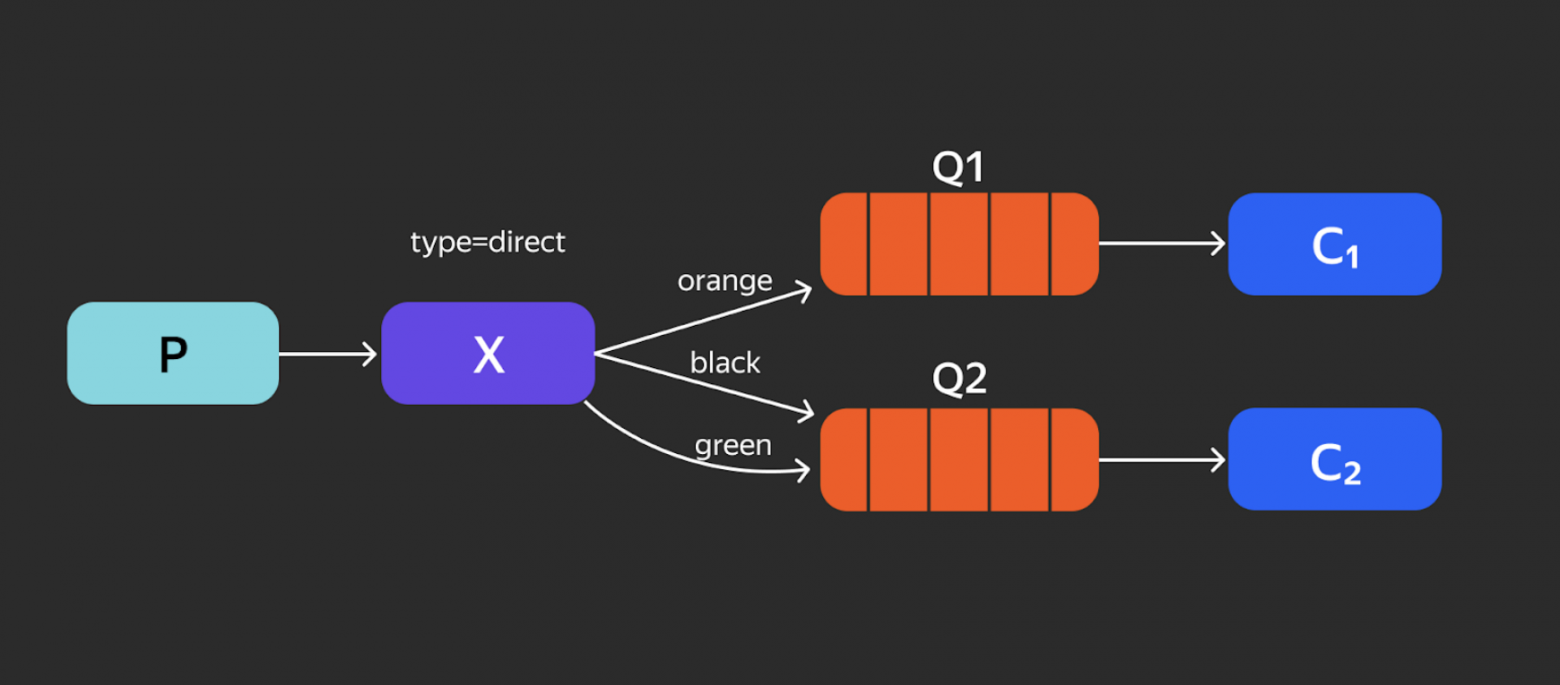 type=direct
P
X
orange
black
green
Q1
Q2
C₁
C₂